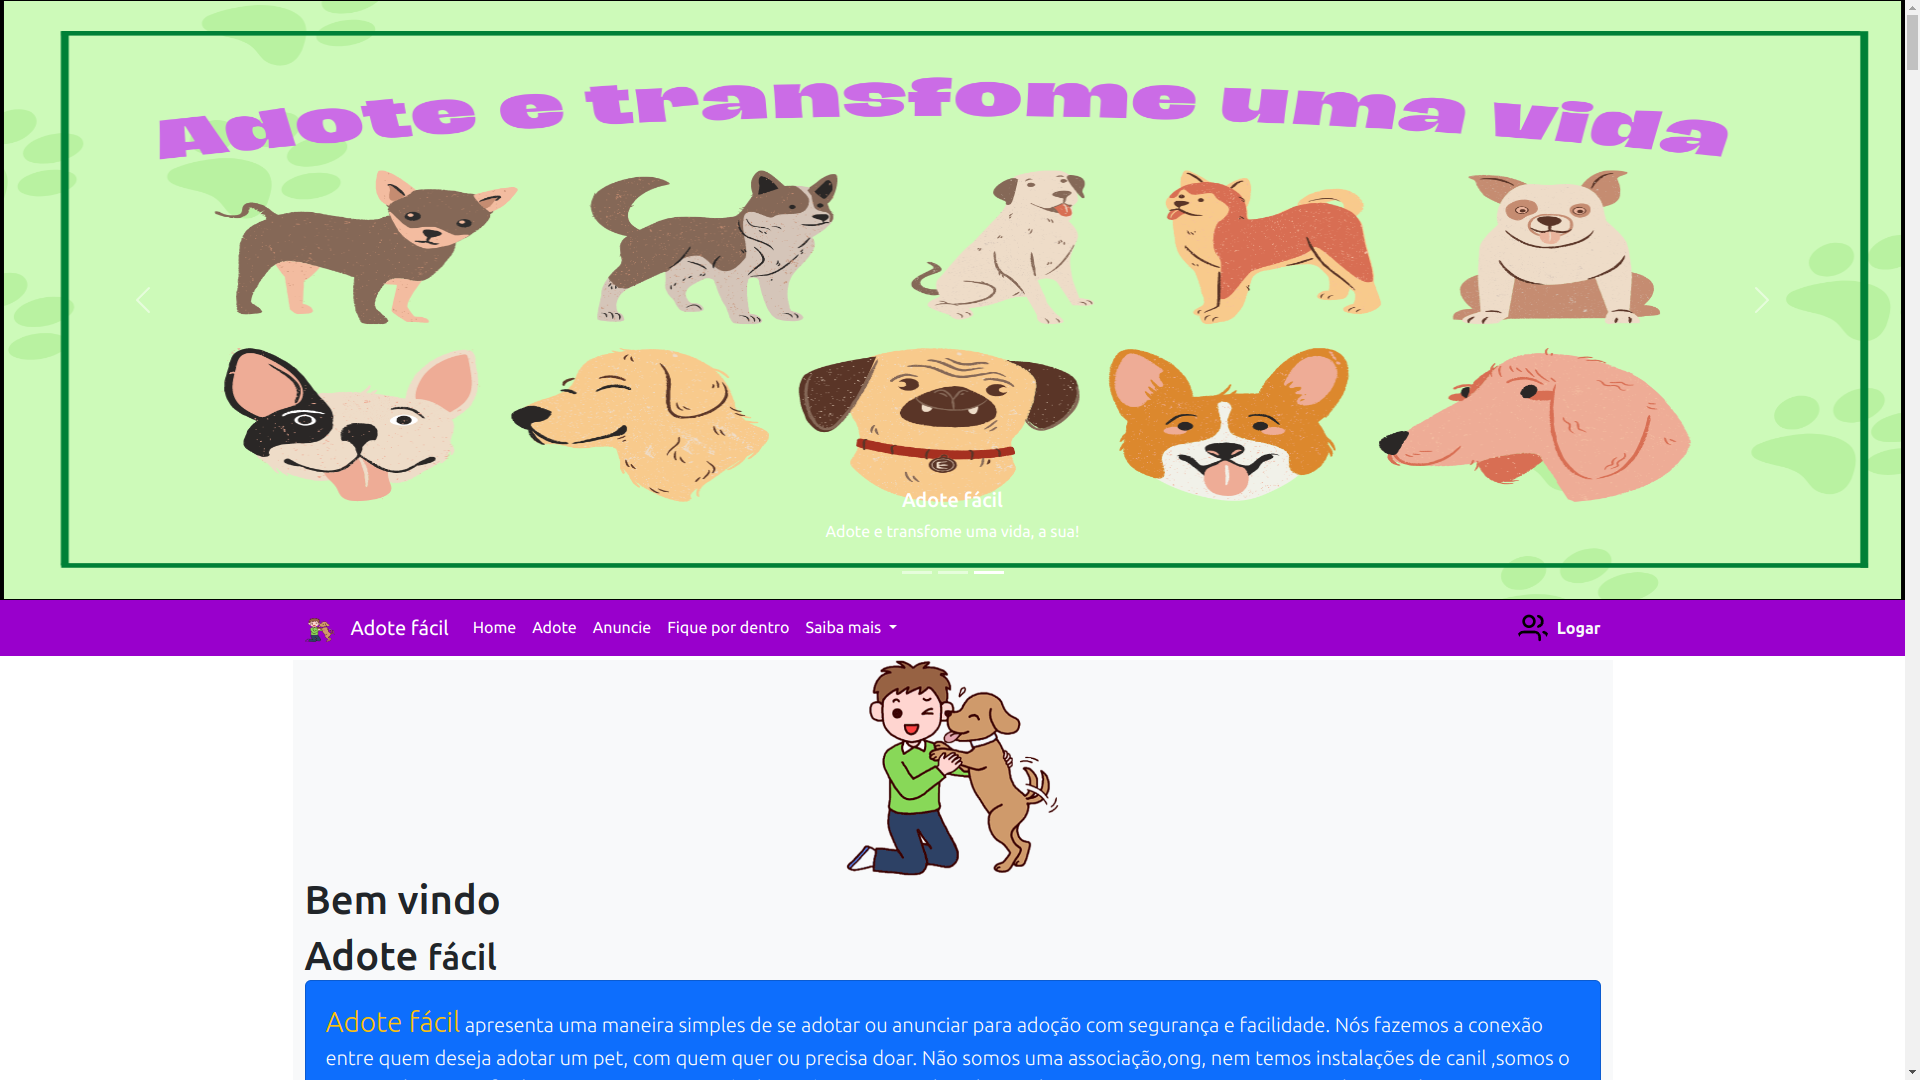 Adote e transfome uma vida
Adote fácil
Adote e transfome uma vida, a sua!
Adote fácil Home Adote Anuncie Fique por dentro Saiba mais Logar
Bem vindo
Adote fácil
Adote fácil apresenta uma maneira simples de se adotar ou anunciar para adoção com segurança e facilidade. Nós fazemos a conexão
entre quem deseja adotar um pet, com quem quer ou precisa doar. Não somos uma associação,ong, nem temos instalações de canil ,somos o